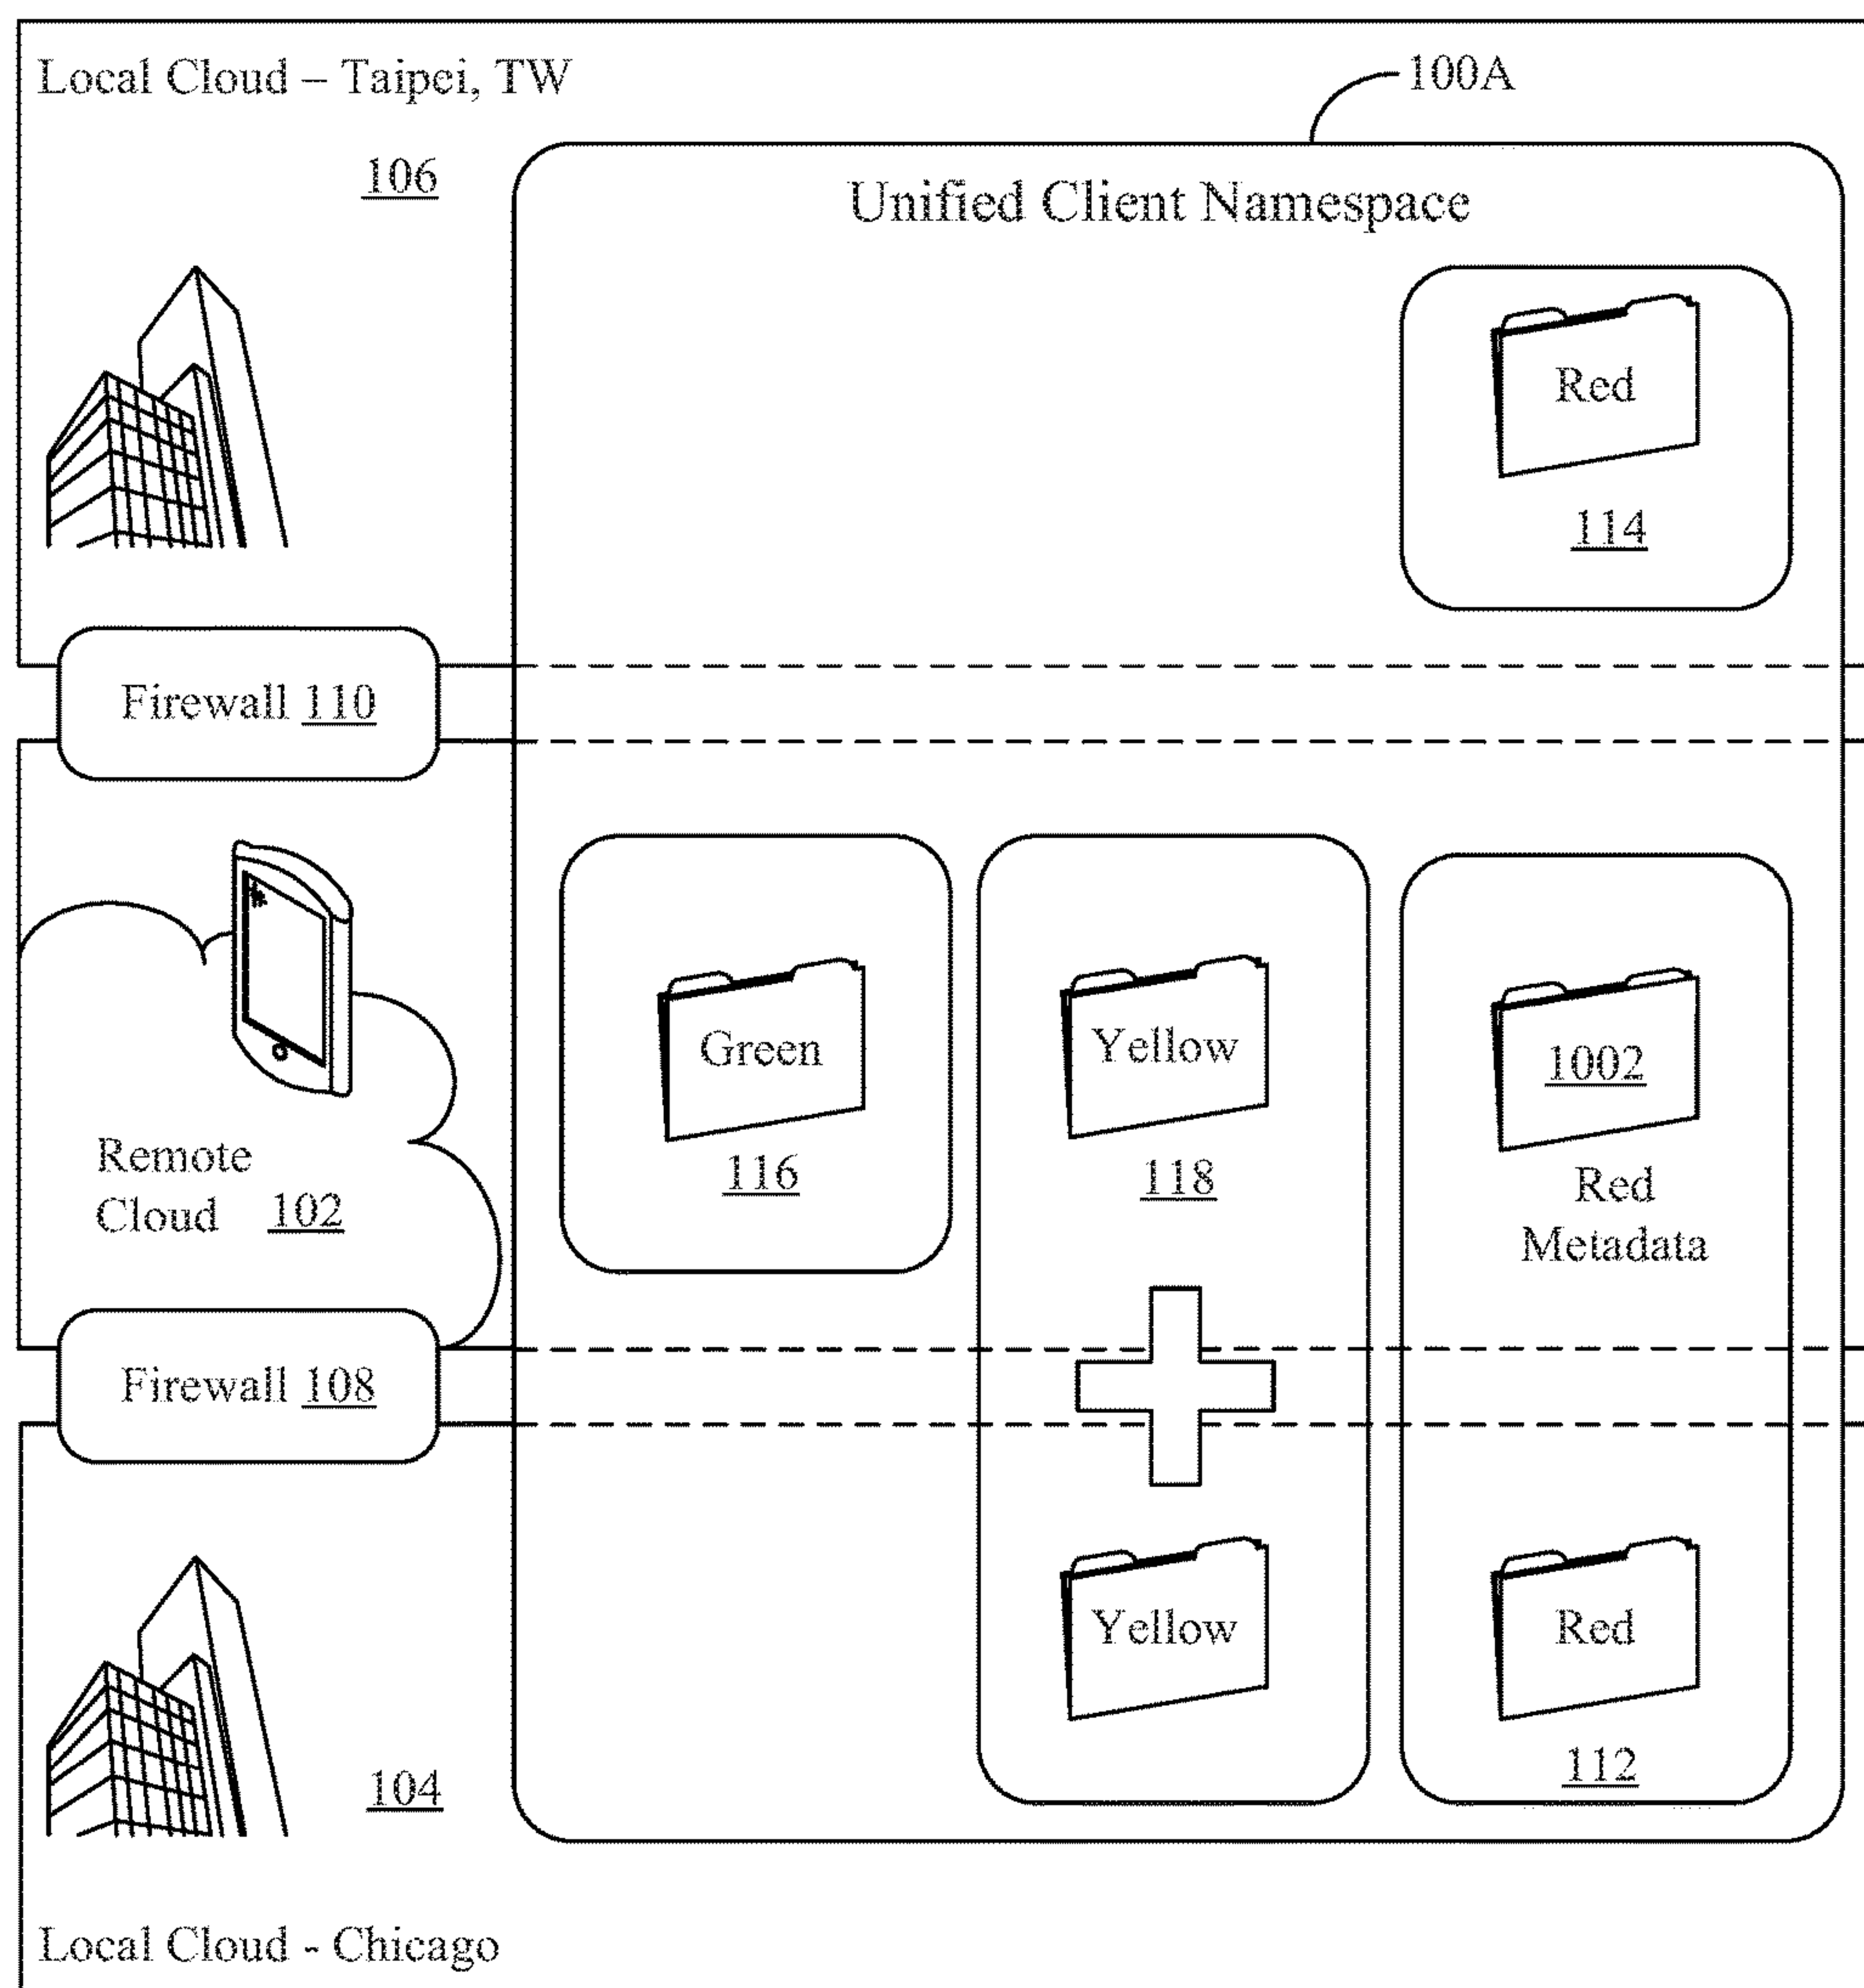 Local Cloud – Taipei, TW
100A
106
Unified Client Namespace
Red
114
Firewall 110
Green
116
Yellow
118
1002
Red
Metadata
Remote
Cloud 102
Firewall 108
Yellow
Red
112
104
Local Cloud - Chicago